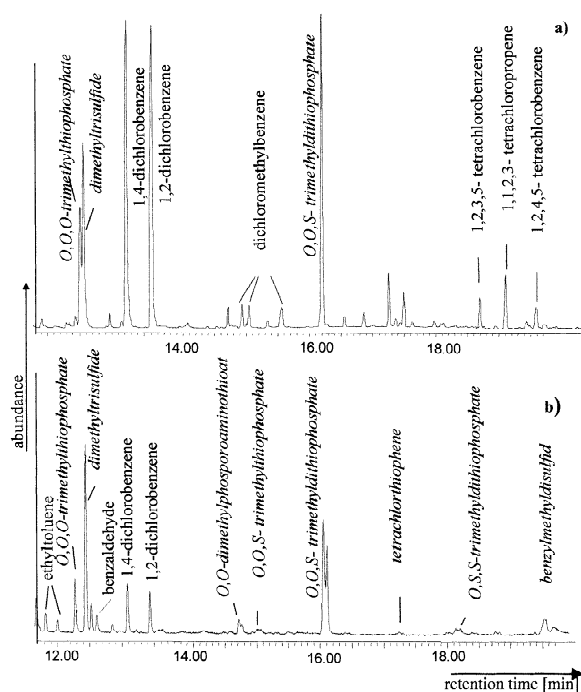 a)
O,O,O-trimethylthiophosphate
dimethyltrisulfide
1,4-dichlorobenzene
1,2-dichlorobenzene
dichloromethylbenzene
O,O,S- trimethyldithiophosphate
1,2,3,5- tetrachlorobenzene
1,1,2,3- tetrachloropropene
1,2,4,5- tetrachlorobenzene
14.00 16.00 18.00
abundance
b)
ethyltoluene
O,O,O-trimethylthiophosphate
dimethyltrisulfide
benzaldehyde
1,4-dichlorobenzene
1,2-dichlorobenzene
O,O-dimethylphosporoaminothioat
O,O,S- trimethylthiophosphate
O,O,S- trimethyldithiophosphate
tetrachlorthiophene
O,S,S-trimethyldithophosphate
benzylmethyldisulfid
12.00 14.00 16.00 18.00
retention time [min]